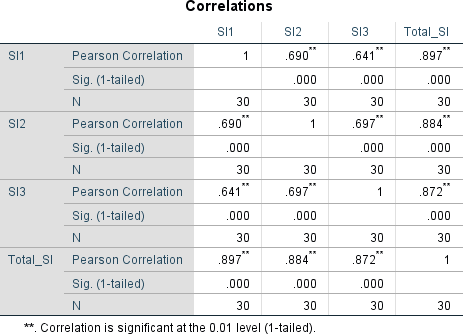 Correlations
SI1 SI2 SI3 Total_SI
SI1 Pearson Correlation 1 .690** .641** .897**
Sig. (1-tailed) .000 .000 .000
N 30 30 30 30
SI2 Pearson Correlation .690** 1 .697** .884**
Sig. (1-tailed) .000 .000 .000
N 30 30 30 30
SI3 Pearson Correlation .641** .697** 1 .872**
Sig. (1-tailed) .000 .000 .000
N 30 30 30 30
Total_SI Pearson Correlation .897** .884** .872** 1
Sig. (1-tailed) .000 .000 .000
N 30 30 30 30
**. Correlation is significant at the 0.01 level (1-tailed).